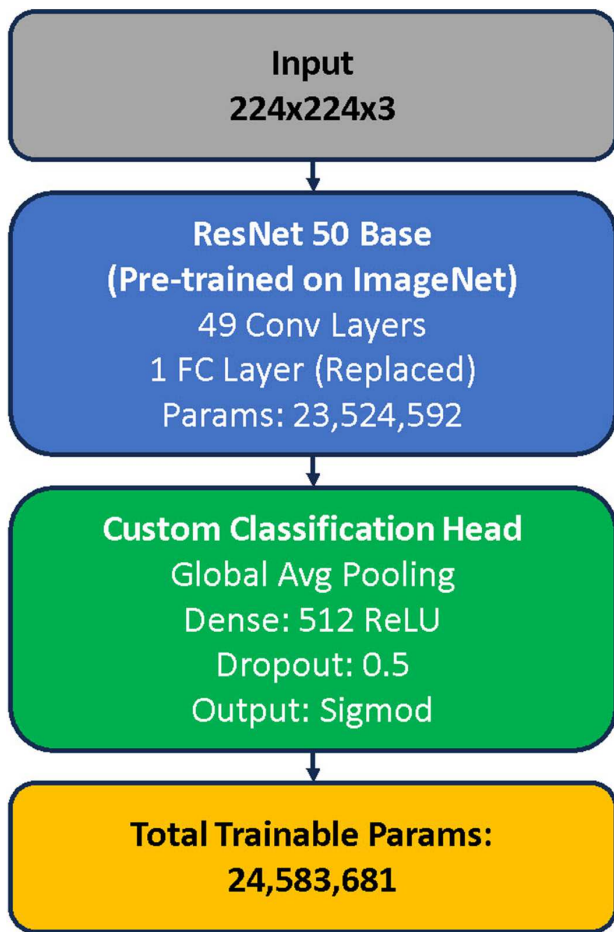 Input
224x224x3
ResNet 50 Base
(Pre-trained on ImageNet)
49 Conv Layers
1 FC Layer (Replaced)
Params: 23,524,592
Custom Classification Head
Global Avg Pooling
Dense: 512 ReLU
Dropout: 0.5
Output: Sigmod
Total Trainable Params:
24,583,681